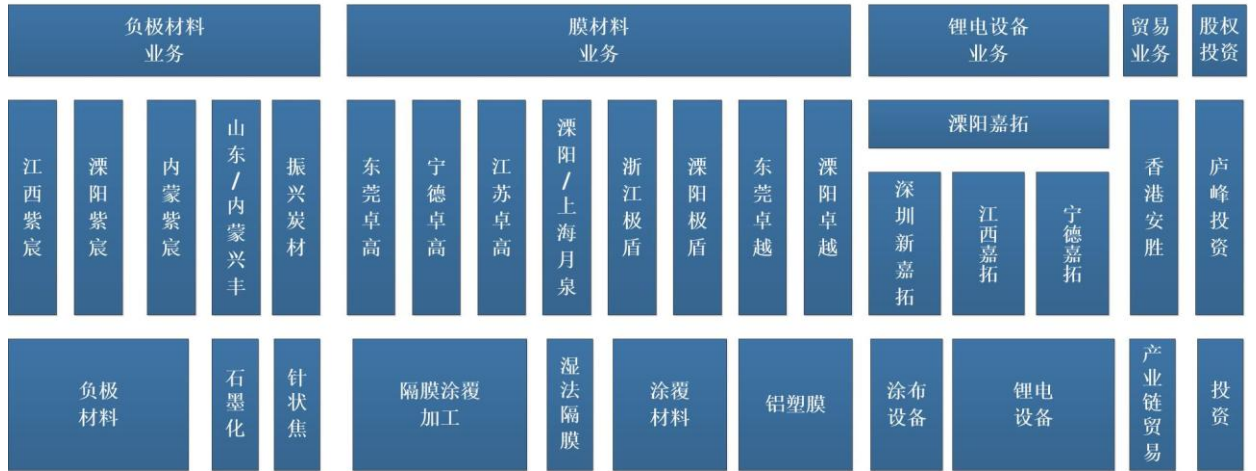 负极材料
业务
膜材料
业务
锂电设备
业务
贸易
业务
股权
投资
江西紫宸
溧阳紫宸
内蒙紫宸
山东/内蒙兴丰
振兴炭材
东莞卓高
宁德卓高
江苏卓高
溧阳/上海月泉
浙江极盾
溧阳极盾
东莞卓越
溧阳卓越
溧阳嘉拓
深圳新嘉拓
江西嘉拓
宁德嘉拓
香港安胜
庐峰投资
负极
材料
石墨化
针状焦
隔膜涂覆
加工
湿法隔膜
涂覆
材料
铝塑膜
涂布
设备
锂电
设备
产业链贸易
投资